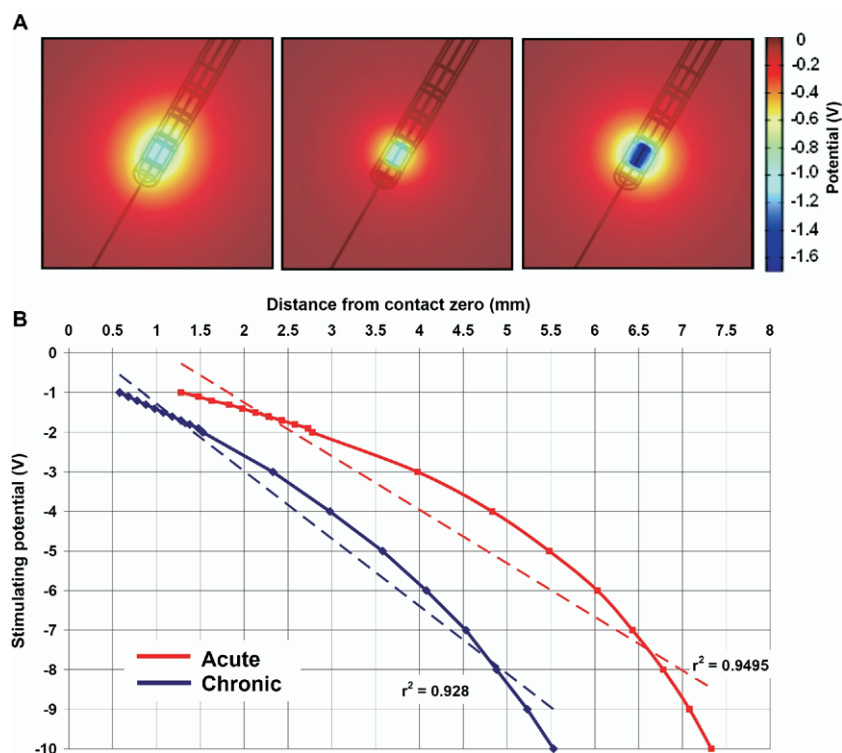 A
0
-0.2
-0.4
-0.6
-0.8
-1.0
-1.2
-1.4
-1.6
Potential (V)
Distance from contact zero (mm)
B
0 0.5 1 1.5 2 2.5 3 3.5 4 4.5 5 5.5 6 6.5 7 7.5 8
0
-1
-2
-3
-4
-5
-6
-7
-8
-9
-10
Stimulating potential (V)
Acute
Chronic
r² = 0.9495
r² = 0.928